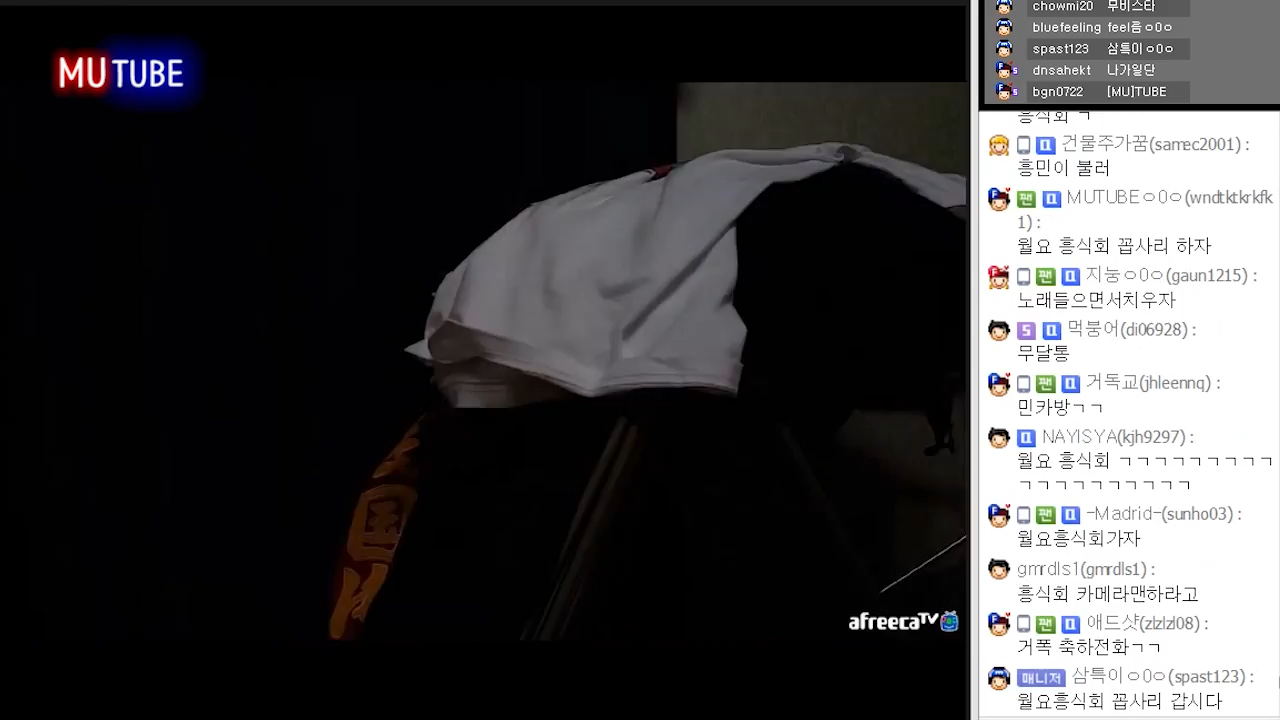 MUTUBE
afreecaTV
chowmi20 무비스타
bluefeeling feel름ㅇ0ㅇ
spast123 삼특이ㅇ0ㅇ
dnsahekt 나가일단
bgn0722 [MU]TUBE
흥식회 ㄱ
건물주가꿈(samec2001) :
흥민이 불러
팬 MUTUBEㅇ0ㅇ(wndtktkrkfk
1) :
월요 흥식회 꼽사리 하자
팬 지눙ㅇ0ㅇ(gaun1215) :
노래들으면서치우자
S 먹붕어(di06928) :
무달통
팬 거독교(jhleennq) :
민카방ㄱㄱ
NAYISYA(kjh9297) :
월요 흥식회 ㄱㄱㄱㄱㄱㄱㄱㄱㄱ
ㄱㄱㄱㄱㄱㄱㄱㄱㄱㄱ
팬 -Madrid-(sunho03) :
월요흥식회가자
gmrdls1(gmrdls1) :
흥식회 카메라맨하라고
팬 애드샷(zlzlzl08) :
거폭 축하전화ㄱㄱ
매니저 삼특이ㅇ0ㅇ(spast123) :
월요흥식회 꼽사리 갑시다